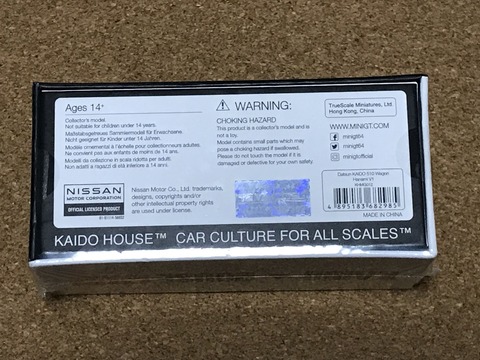 Ages 14+
Collector's model.
Not suitable for children under 14 years.
Maßstabsgetreue Sammlermodell für Erwachsene.
Nicht geeignet für Kinder unter 14 Jahren.
Modèle ornemental à l'échelle pour collectionneurs adultes.
Ne convient pas aux enfants de moins de 14 ans.
Modelli da collezione in scala ridotta per adulti.
Non adatti a ragazzi di età inferiore a 14 anni.
WARNING:
CHOKING HAZARD
This product is a collector's model and is
not a toy.
Model contains small parts which may
pose a choking hazard if swallowed.
Please do not touch the model if it is
damaged or defective for your own safety.
TrueScale Miniatures, Ltd
Hong Kong, China
WWW.MINIGT.COM
minigt64
minigt64
minigtofficial
NISSAN
MOTOR CORPORATION
OFFICIAL LICENSED PRODUCT
Nissan Motor Co., Ltd. trademarks,
designs, copyrights and/or
other intellectual property rights
are used under license.
Datsun KAIDO 510 Wagon
Hanami V1
KHMG012
4 895183 682985
MADE IN CHINA
KAIDO HOUSE™ CAR CULTURE FOR ALL SCALES™